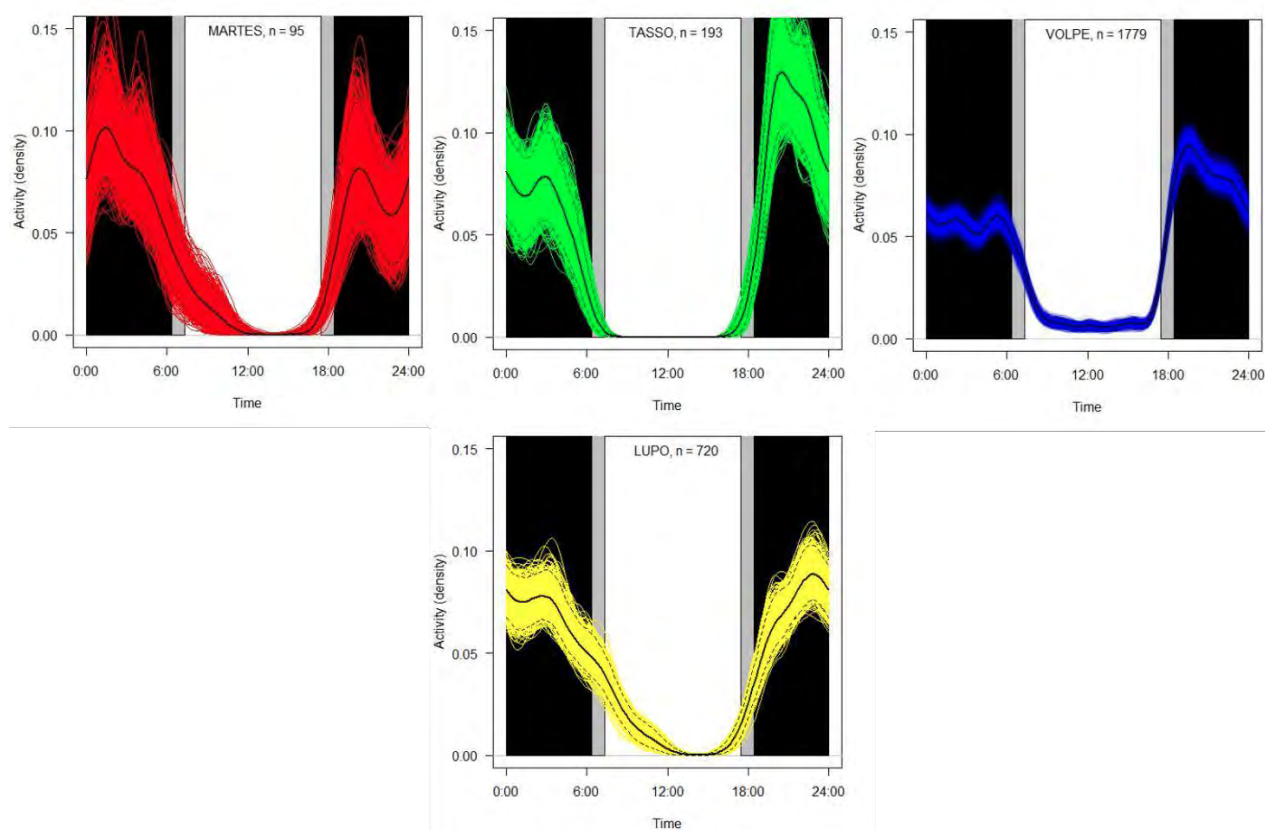 MARTES, n = 95
Activity (density)
0.15
0.10
0.05
0.00
0:00 6:00 12:00 18:00 24:00
Time
TASSO, n = 193
Activity (density)
0.15
0.10
0.05
0.00
0:00 6:00 12:00 18:00 24:00
Time
VOLPE, n = 1779
Activity (density)
0.15
0.10
0.05
0.00
0:00 6:00 12:00 18:00 24:00
Time
LUPO, n = 720
Activity (density)
0.15
0.10
0.05
0.00
0:00 6:00 12:00 18:00 24:00
Time